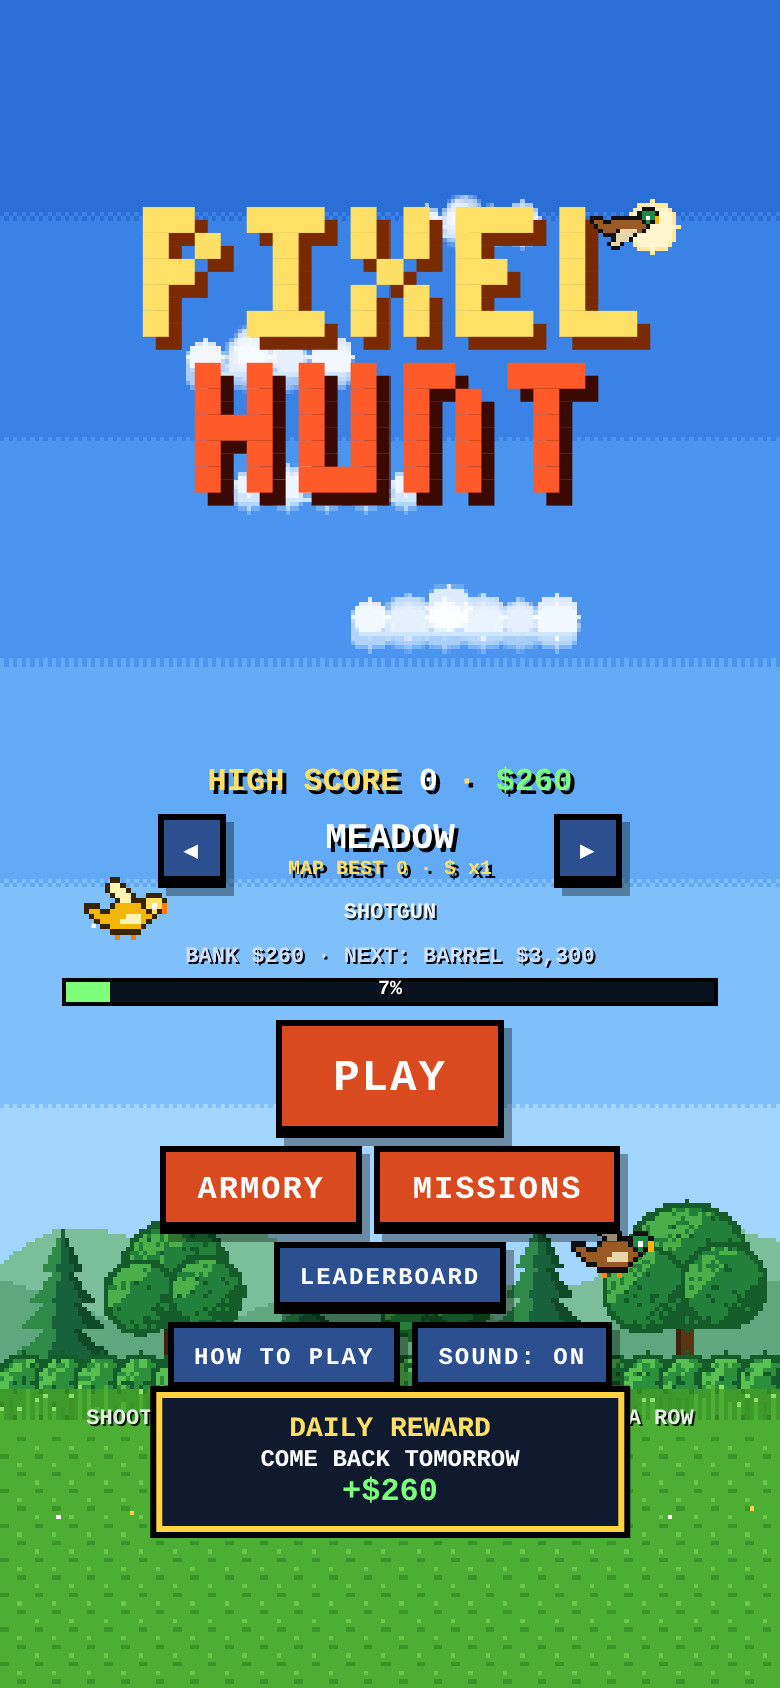 PIXEL
HUNT
HIGH SCORE 0 · $260
◄ MEADOW ►
MAP BEST 0 · $ x1
SHOTGUN
BANK $260 · NEXT: BARREL $3,300
7%
PLAY
ARMORY MISSIONS
LEADERBOARD
HOW TO PLAY SOUND: ON
SHOOT A ROW
DAILY REWARD
COME BACK TOMORROW
+$260